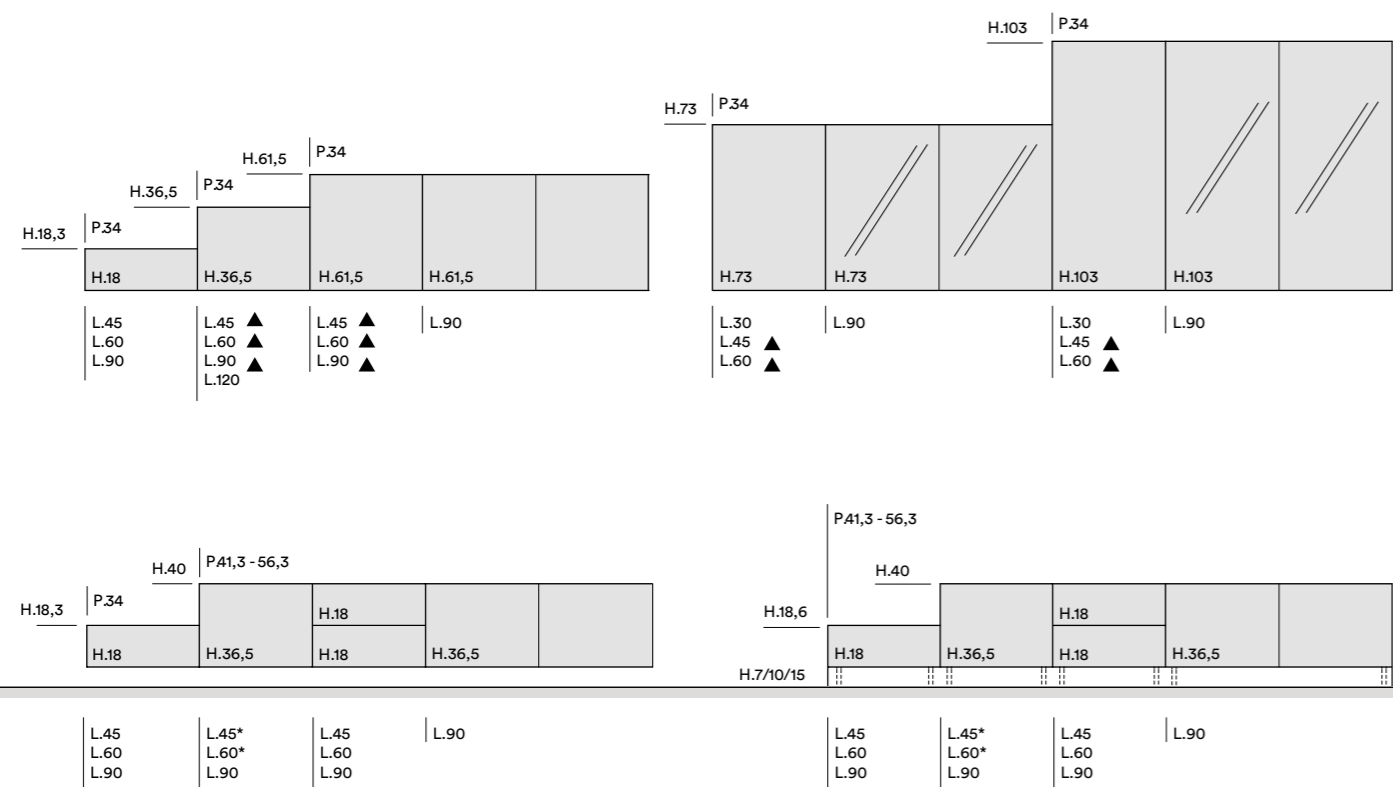 H.103
P.34
H.73
P.34
H.61,5
P.34
H.36,5
P.34
H.18,3
P.34
H.18
H.36,5
H.61,5
H.61,5
H.73
H.73
H.103
H.103
L.45
L.60
L.90
L.45 ▲
L.60 ▲
L.90 ▲
L.120
L.45 ▲
L.60 ▲
L.90 ▲
L.90
L.30
L.45 ▲
L.60 ▲
L.90
L.30
L.45 ▲
L.60 ▲
L.90
H.18,3
P.34
H.40
P.41,3 - 56,3
H.18
H.36,5
H.18
H.18
H.36,5
P.41,3 - 56,3
H.40
H.18,6
H.18
H.36,5
H.18
H.18
H.36,5
H.7/10/15
L.45
L.60
L.90
L.45*
L.60*
L.90
L.45
L.60
L.90
L.90
L.45
L.60
L.90
L.45*
L.60*
L.90
L.45
L.60
L.90
L.90